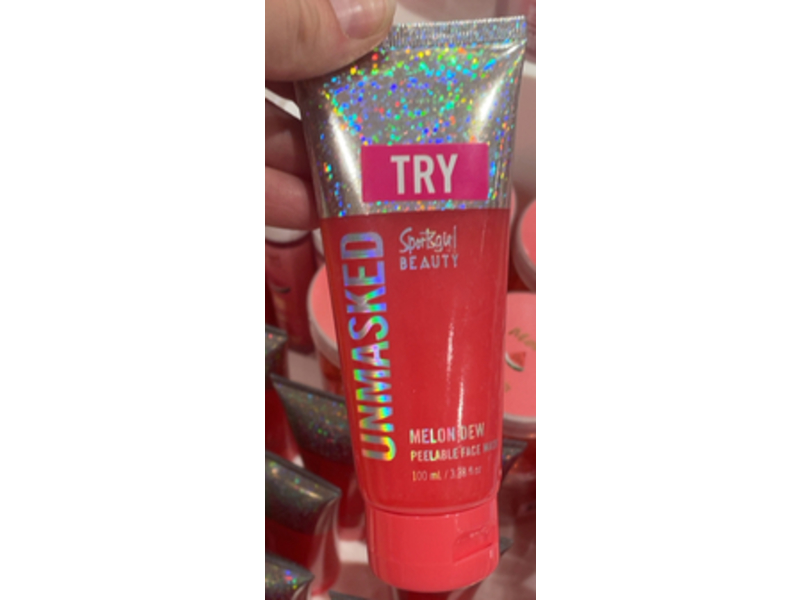 TRY
Sportsgirl
BEAUTY
UNMASKED
MELON DEW
PEELABLE FACE MASK
100 mL / 3.38 fl oz